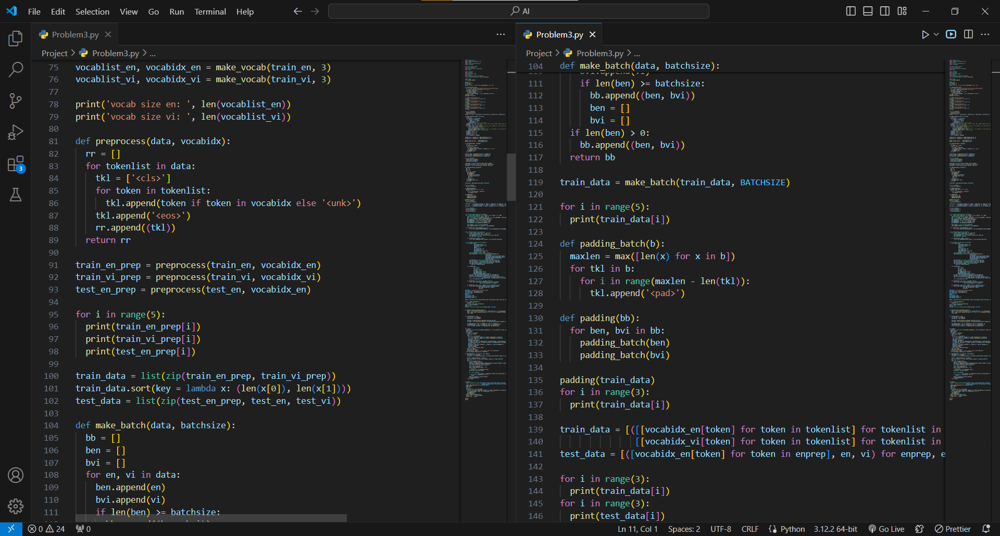 File Edit Selection View Go Run Terminal Help
AI
Problem3.py
Project > Problem3.py > ...
75 vocablist_en, vocabidx_en = make_vocab(train_en, 3)
76 vocablist_vi, vocabidx_vi = make_vocab(train_vi, 3)
77
78 print('vocab size en: ', len(vocablist_en))
79 print('vocab size vi: ', len(vocablist_vi))
80
81 def preprocess(data, vocabidx):
82 rr = []
83 for tokenlist in data:
84 tkl = ['<cls>']
85 for token in tokenlist:
86 tkl.append(token if token in vocabidx else '<unk>')
87 tkl.append('<eos>')
88 rr.append((tkl))
89 return rr
90
91 train_en_prep = preprocess(train_en, vocabidx_en)
92 train_vi_prep = preprocess(train_vi, vocabidx_vi)
93 test_en_prep = preprocess(test_en, vocabidx_en)
94
95 for i in range(5):
96 print(train_en_prep[i])
97 print(train_vi_prep[i])
98 print(test_en_prep[i])
99
100 train_data = list(zip(train_en_prep, train_vi_prep))
101 train_data.sort(key = lambda x: (len(x[0]), len(x[1])))
102 test_data = list(zip(test_en_prep, test_en, test_vi))
103
104 def make_batch(data, batchsize):
105 bb = []
106 ben = []
107 bvi = []
108 for en, vi in data:
109 ben.append(en)
110 bvi.append(vi)
111 if len(ben) >= batchsize:
Problem3.py
Project > Problem3.py > ...
104 def make_batch(data, batchsize):
110 bvi.append(vi)
111 if len(ben) >= batchsize:
112 bb.append((ben, bvi))
113 ben = []
114 bvi = []
115 if len(ben) > 0:
116 bb.append((ben, bvi))
117 return bb
118
119 train_data = make_batch(train_data, BATCHSIZE)
120
121 for i in range(5):
122 print(train_data[i])
123
124 def padding_batch(b):
125 maxlen = max([len(x) for x in b])
126 for tkl in b:
127 for i in range(maxlen - len(tkl)):
128 tkl.append('<pad>')
129
130 def padding(bb):
131 for ben, bvi in bb:
132 padding_batch(ben)
133 padding_batch(bvi)
134
135 padding(train_data)
136 for i in range(3):
137 print(train_data[i])
138
139 train_data = [([[vocabidx_en[token] for token in tokenlist] for tokenlist in
140 [[vocabidx_vi[token] for token in tokenlist] for tokenlist in
141 test_data = [([vocabidx_en[token] for token in enprep], en, vi) for enprep, e
142
143 for i in range(3):
144 print(train_data[i])
145 for i in range(3):
146 print(test_data[i])
3
0 24 0 Ln 11, Col 1 Spaces: 2 UTF-8 CRLF Python 3.12.2 64-bit Go Live Prettier